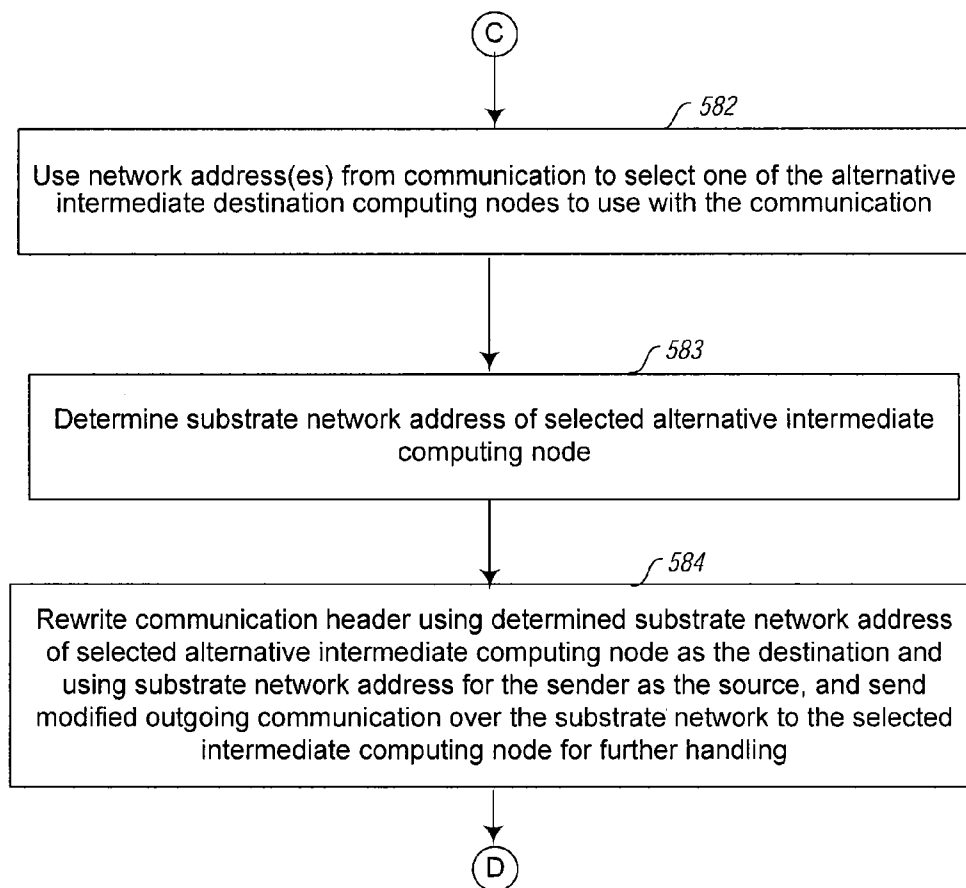 C
582
Use network address(es) from communication to select one of the alternative
intermediate destination computing nodes to use with the communication
583
Determine substrate network address of selected alternative intermediate
computing node
584
Rewrite communication header using determined substrate network address
of selected alternative intermediate computing node as the destination and
using substrate network address for the sender as the source, and send
modified outgoing communication over the substrate network to the selected
intermediate computing node for further handling
D